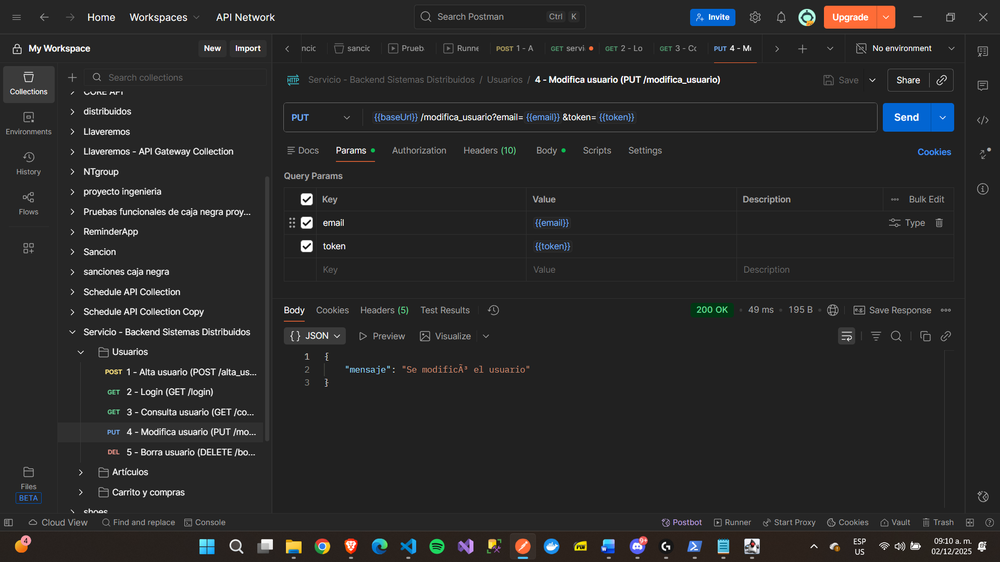 Home
Workspaces
API Network
Search Postman
Ctrl K
Invite
Upgrade
My Workspace
New
Import
ncic
sancic
Prueb
Runne
POST 1 - A
GET servi
GET 2 - Lo
GET 3 - Co
PUT 4 - Mo
No environment
Collections
Environments
History
Flows
Files
BETA
Search collections
CORE API
distribuidos
Llaveremos
Llaveremos - API Gateway Collection
NTgroup
proyecto ingenieria
Pruebas funcionales de caja negra proy...
ReminderApp
Sancion
sanciones caja negra
Schedule API Collection
Schedule API Collection Copy
Servicio - Backend Sistemas Distribuidos
Usuarios
POST 1 - Alta usuario (POST /alta_us...
GET 2 - Login (GET /login)
GET 3 - Consulta usuario (GET /co...
PUT 4 - Modifica usuario (PUT /mo...
DEL 5 - Borra usuario (DELETE /bo...
Artículos
Carrito y compras
shoes
HTTP Servicio - Backend Sistemas Distribuidos / Usuarios / 4 - Modifica usuario (PUT /modifica_usuario)
Save
Share
PUT {{baseUrl}}/modifica_usuario?email={{email}}&token={{token}}
Send
Docs Params Authorization Headers (10) Body Scripts Settings
Cookies
Query Params
Key Value Description Bulk Edit
email {{email}} Type
token {{token}}
Key Value Description
Body Cookies Headers (5) Test Results
200 OK 49 ms 195 B e.g. Save Response
{} JSON Preview Visualize
1 {
2 "mensaje": "Se modificÃ³ el usuario"
3 }
Cloud View Find and replace Console
Postbot Runner Start Proxy Cookies Vault Trash
4
PDF
9+
ESP
US
09:10 a. m.
02/12/2025